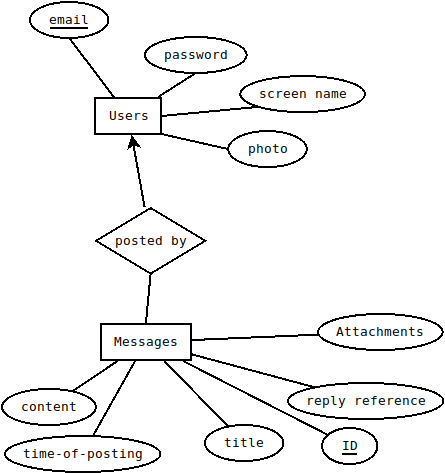 email
password
screen name
Users
photo
posted by
Attachments
Messages
reply reference
content
title
ID
time-of-posting